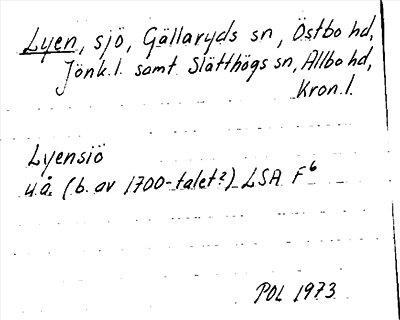 Lyen, sjö, Gällaryds sn, Östbo hd,
Jönk.l. samt Slätthögs sn, Allbo hd,
Kron.l.
Lyensiö
u.å. (b. av 1700-talet?) LSA F6
POL 1973